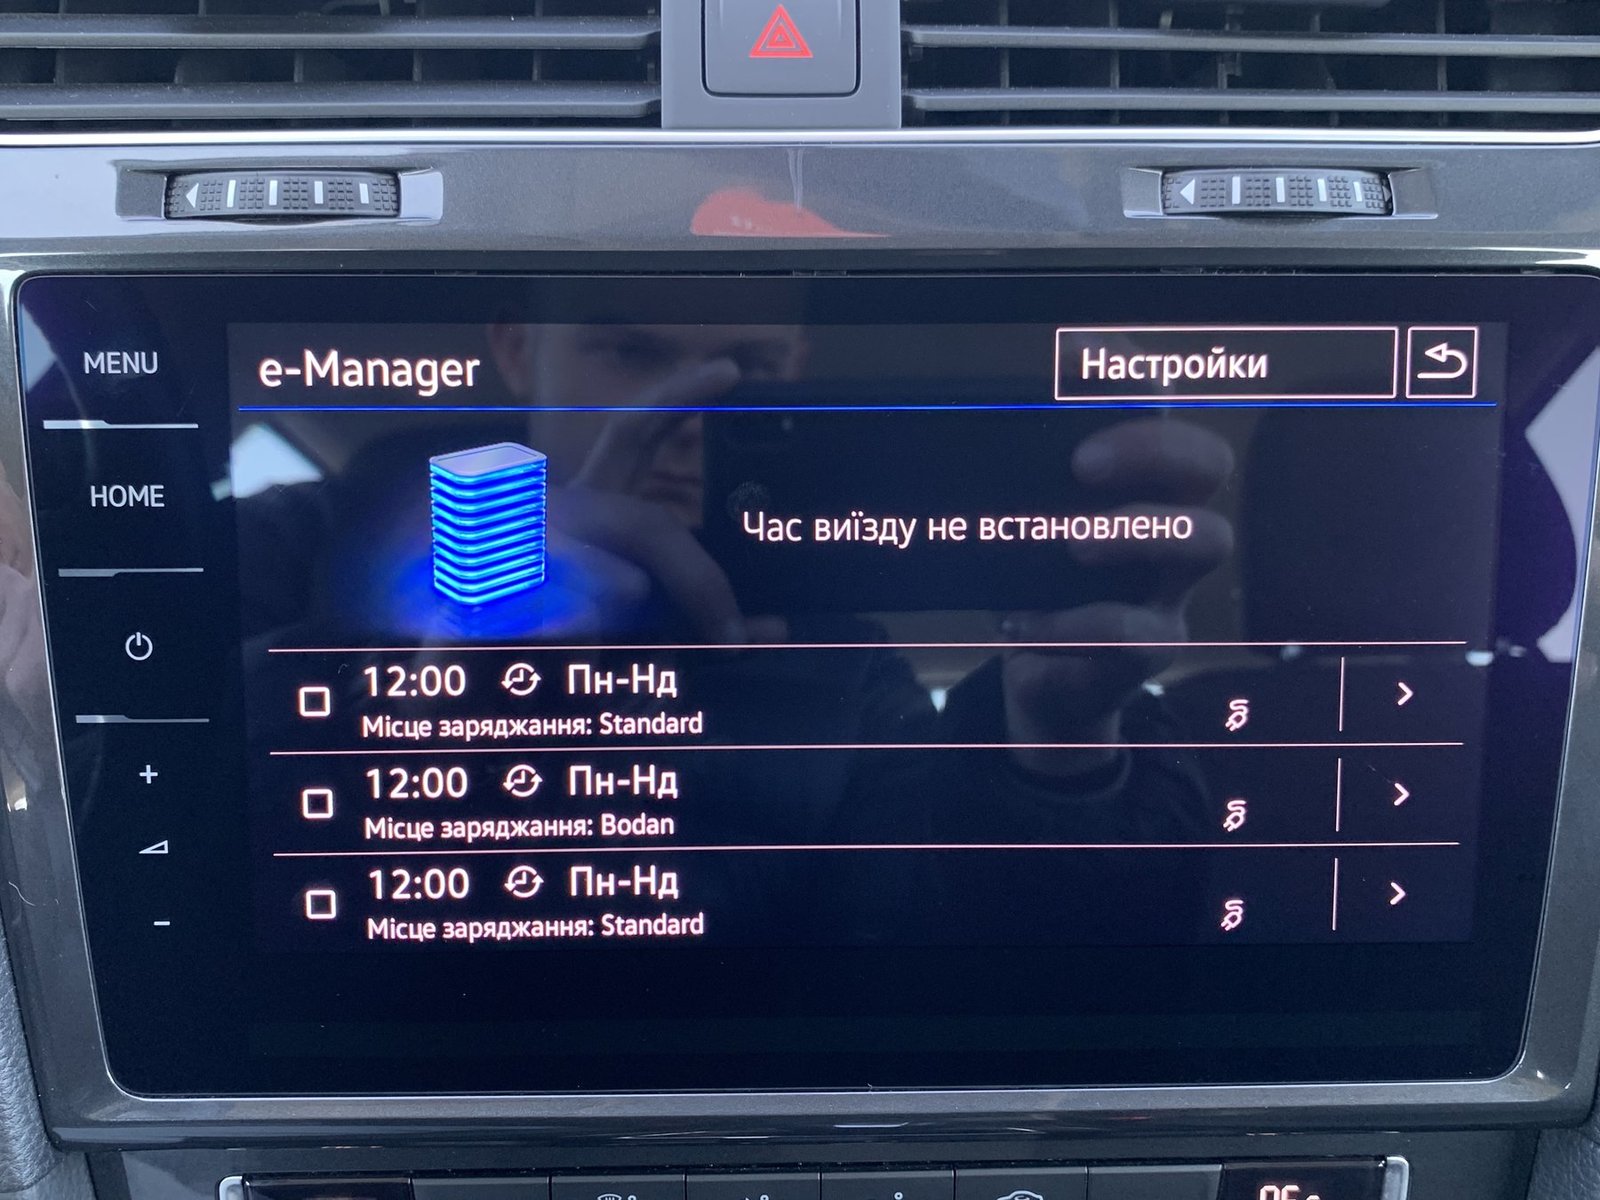 MENU
HOME
e-Manager
Настройки
Час виїзду не встановлено
12:00 Пн-Нд
Місце заряджання: Standard
12:00 Пн-Нд
Місце заряджання: Bodan
12:00 Пн-Нд
Місце заряджання: Standard